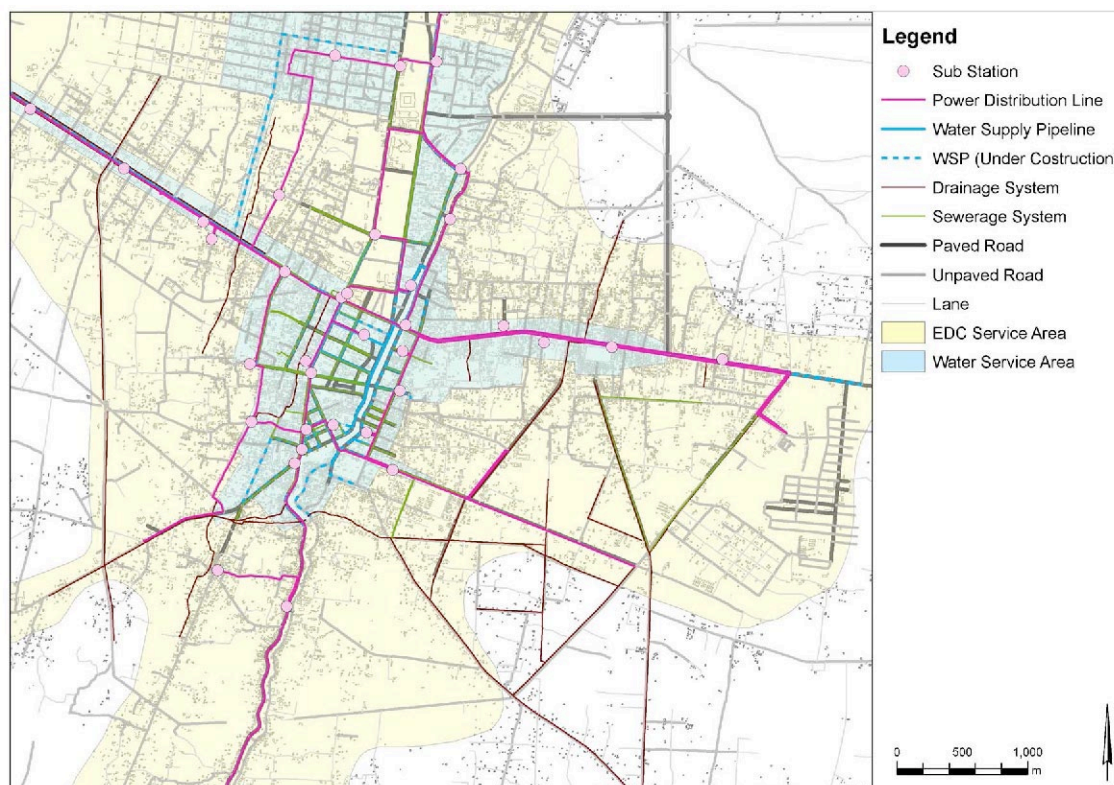 Legend
Sub Station
Power Distribution Line
Water Supply Pipeline
WSP (Under Costruction
Drainage System
Sewerage System
Paved Road
Unpaved Road
Lane
EDC Service Area
Water Service Area
0 500 1,000
m